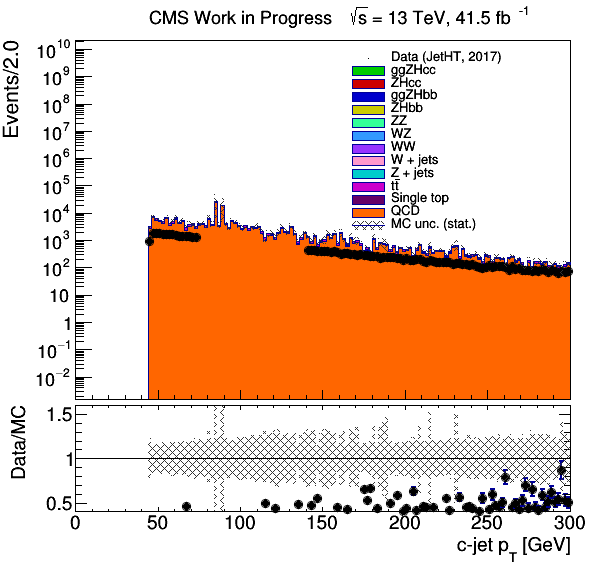 CMS Work in Progress √s = 13 TeV, 41.5 fb⁻¹
Events/2.0
10¹⁰
10⁹
10⁸
10⁷
10⁶
10⁵
10⁴
10³
10²
10
1
10⁻¹
10⁻²
Data (JetHT, 2017)
ggZHcc
ZHcc
ggZHbb
ZHbb
ZZ
WZ
WW
W + jets
Z + jets
tt̄
Single top
QCD
MC unc. (stat.)
Data/MC
1.5
1
0.5
0 50 100 150 200 250 300
c-jet p_T [GeV]